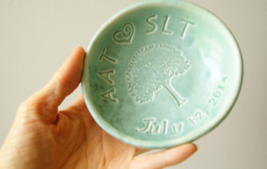 AAT ♡ SLT
July 12, 2014